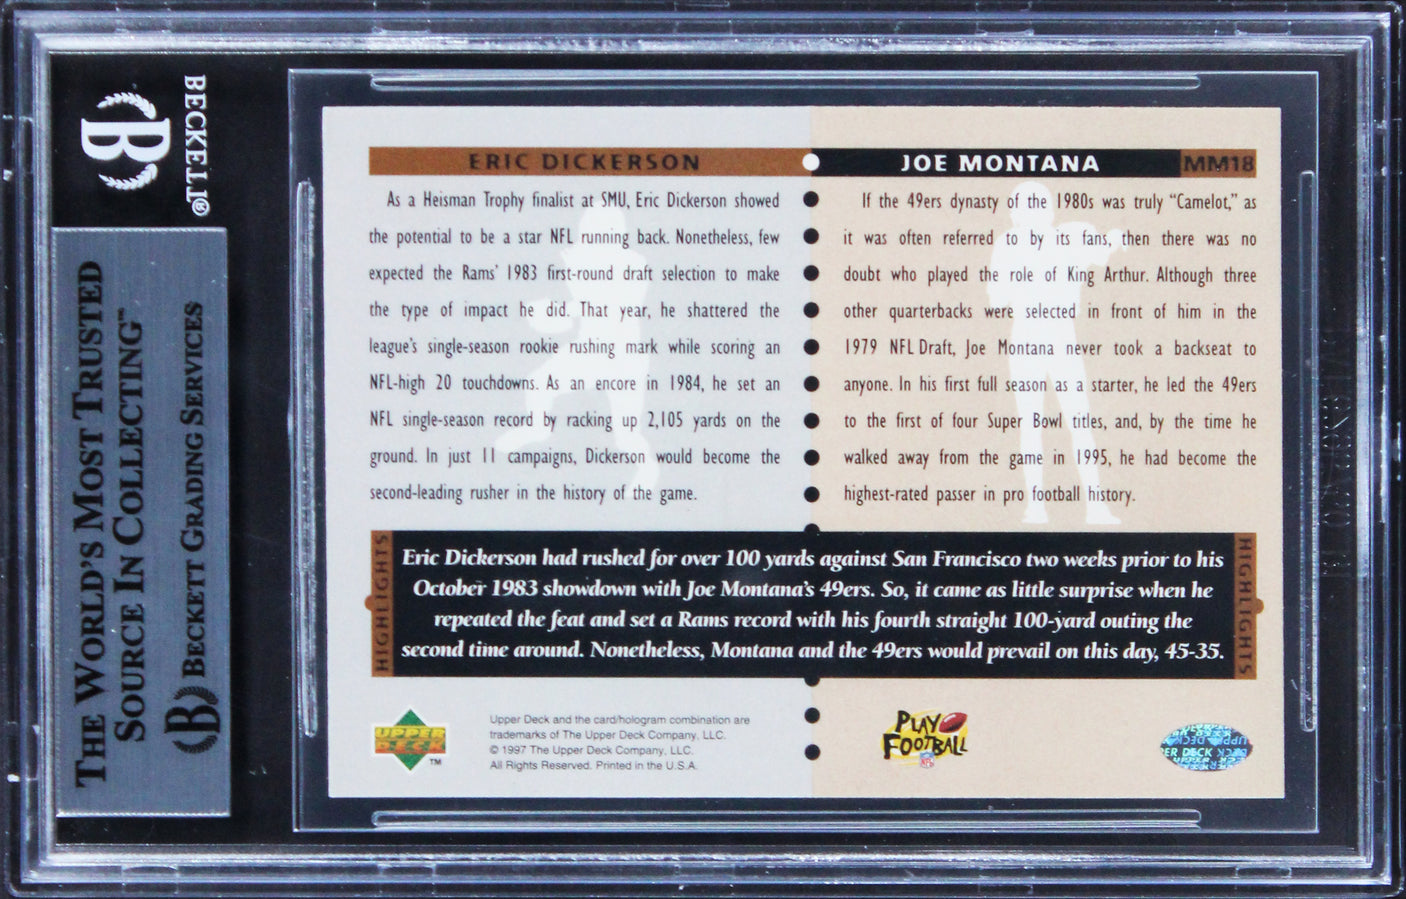 BECKETT®
B
THE WORLD'S MOST TRUSTED
SOURCE IN COLLECTING™
B BECKETT GRADING SERVICES
ERIC DICKERSON
As a Heisman Trophy finalist at SMU, Eric Dickerson showed
the potential to be a star NFL running back. Nonetheless, few
expected the Rams' 1983 first-round draft selection to make
the type of impact he did. That year, he shattered the
league's single-season rookie rushing mark while scoring an
NFL-high 20 touchdowns. As an encore in 1984, he set an
NFL single-season record by racking up 2,105 yards on the
ground. In just 11 campaigns, Dickerson would become the
second-leading rusher in the history of the game.
JOE MONTANA MM18
If the 49ers dynasty of the 1980s was truly "Camelot," as
it was often referred to by its fans, then there was no
doubt who played the role of King Arthur. Although three
other quarterbacks were selected in front of him in the
1979 NFL Draft, Joe Montana never took a backseat to
anyone. In his first full season as a starter, he led the 49ers
to the first of four Super Bowl titles, and, by the time he
walked away from the game in 1995, he had become the
highest-rated passer in pro football history.
HIGHLIGHTS
Eric Dickerson had rushed for over 100 yards against San Francisco two weeks prior to his
October 1983 showdown with Joe Montana's 49ers. So, it came as little surprise when he
repeated the feat and set a Rams record with his fourth straight 100-yard outing the
second time around. Nonetheless, Montana and the 49ers would prevail on this day, 45-35.
HIGHLIGHTS
UPPER
DECK
TM
Upper Deck and the card/hologram combination are
trademarks of The Upper Deck Company, LLC.
© 1997 The Upper Deck Company, LLC.
All Rights Reserved. Printed in the U.S.A.
PLAY
FOOTBALL
NFL
UPPER DECK